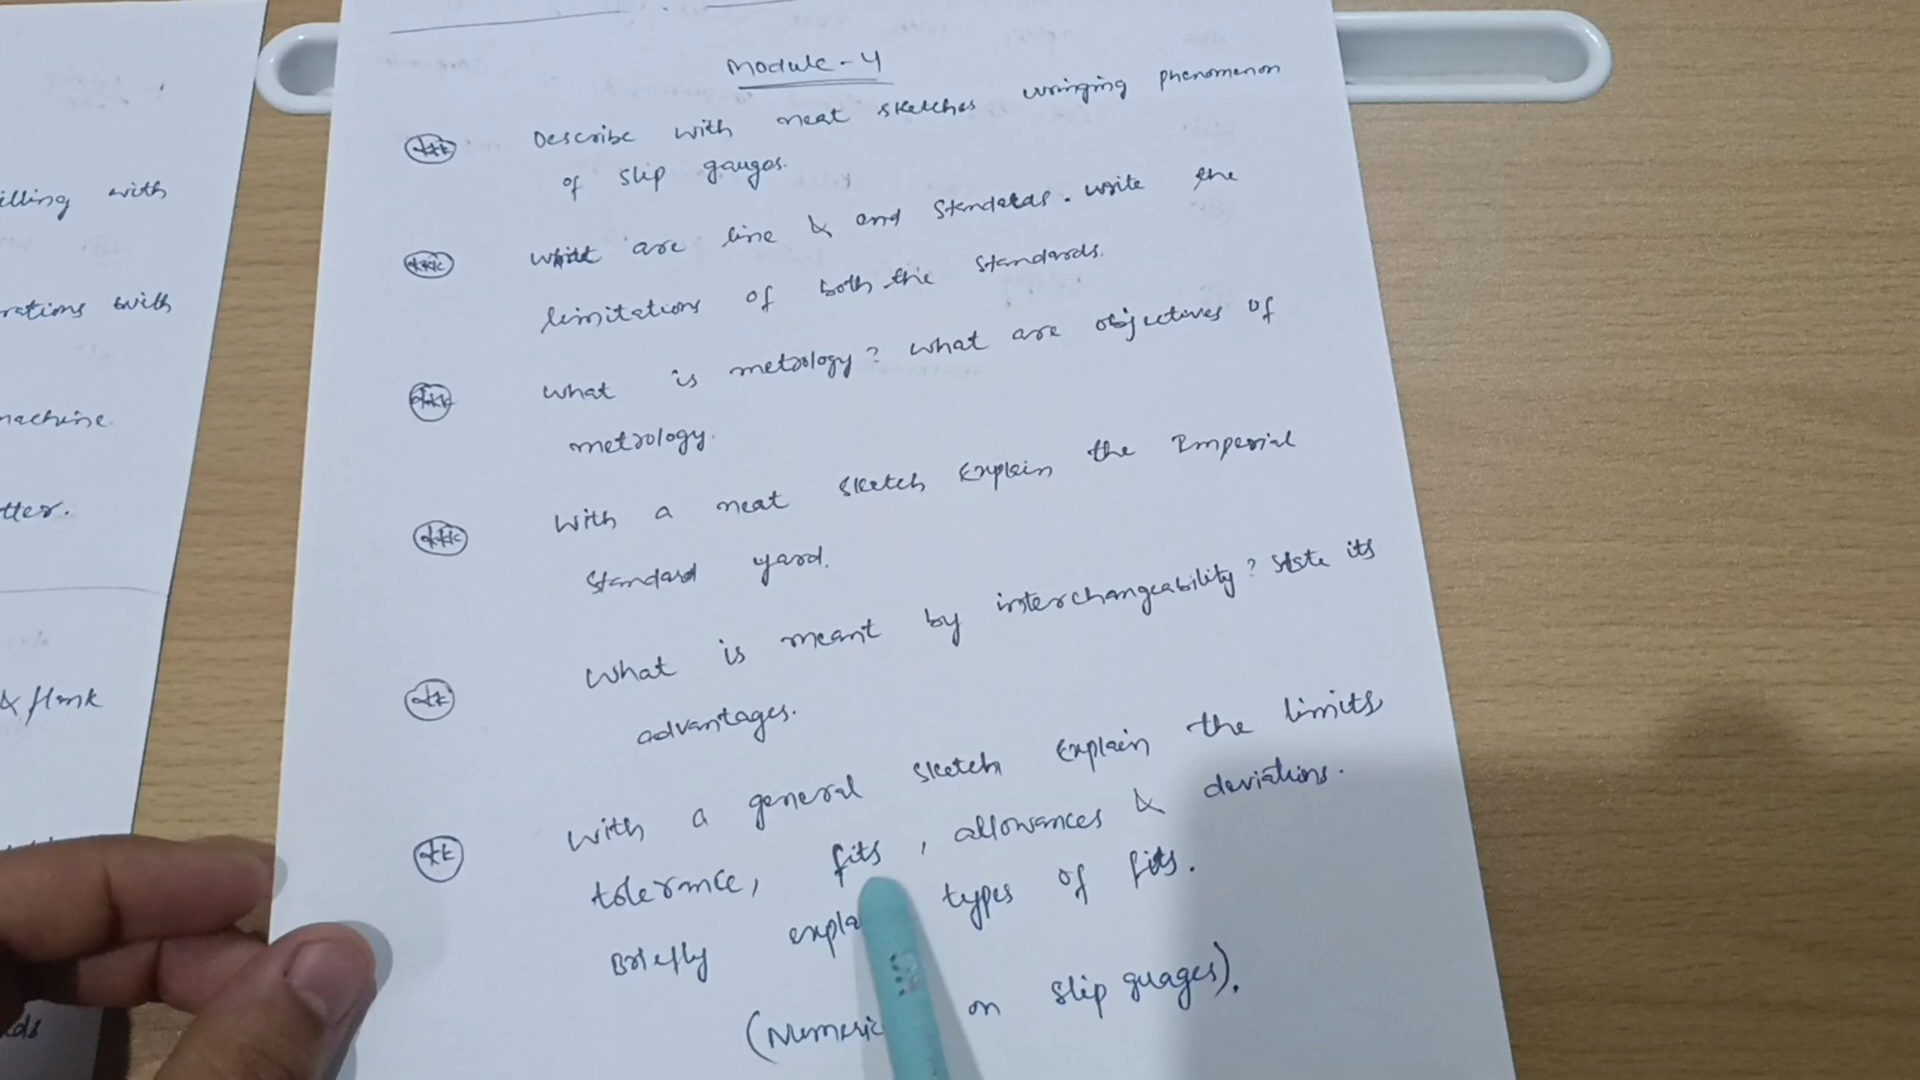 illing with
rations with
machine.
tter.
& flank
Module-4
*** Describe with neat sketches wringing phenomenon
of slip gauges.
*** are line & end standards. write the
limitations of both the standards.
*** What is metrology? What are objectives of
metrology.
*** With a neat sketch Explain the Imperial
standard yard.
** What is meant by interchangeability? State its
advantages.
** With a general sketch Explain the limits,
tolerance, fits, allowances & deviations.
Briefly types of fits.
on slip guages).